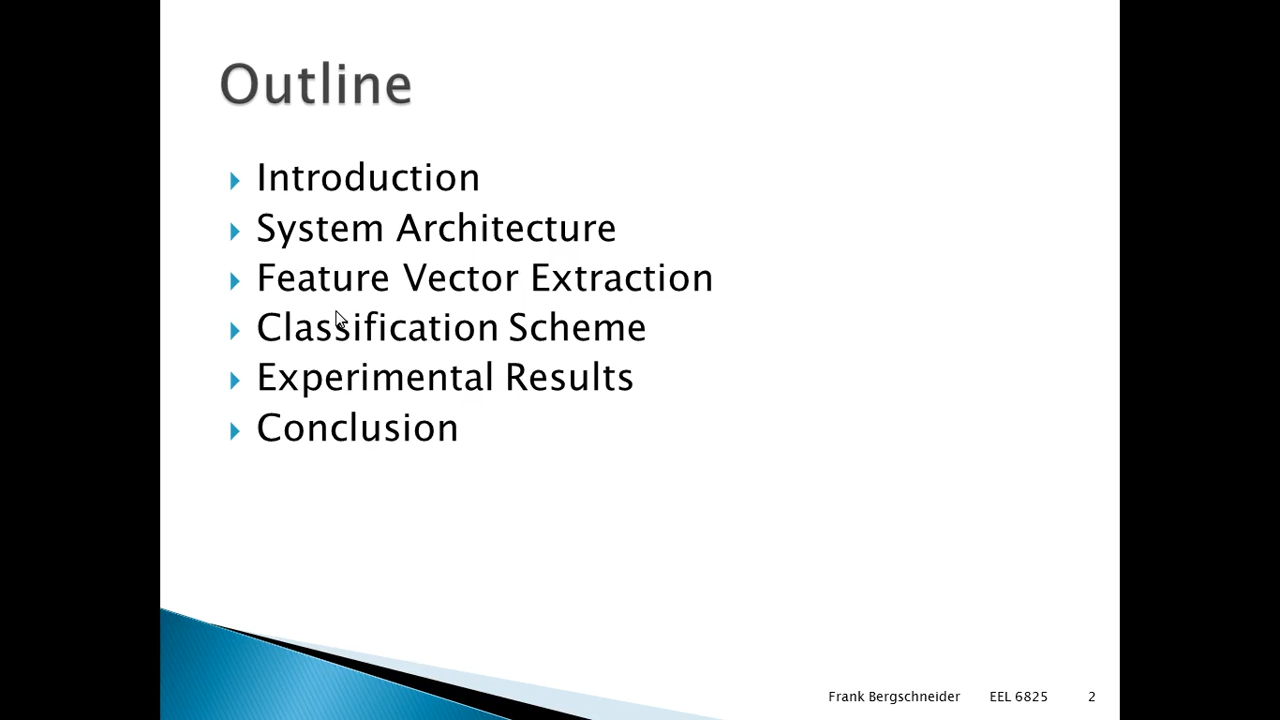 Outline
Introduction
System Architecture
Feature Vector Extraction
Classification Scheme
Experimental Results
Conclusion
Frank Bergschneider EEL 6825 2